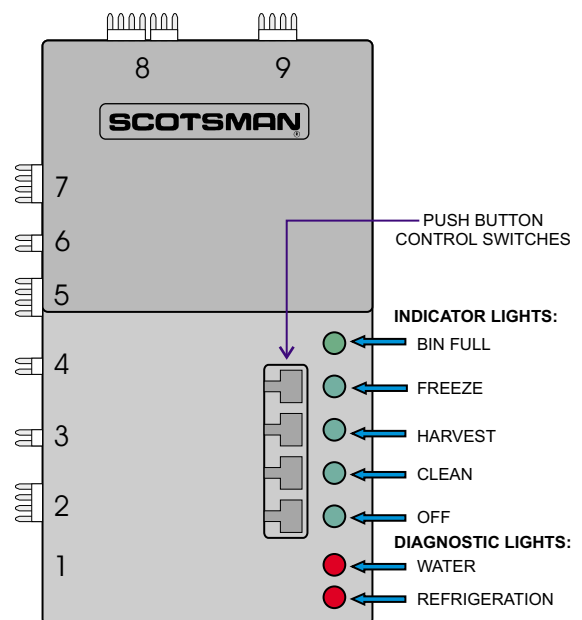 8
9
SCOTSMAN
®
7
6
5
4
3
2
1
PUSH BUTTON
CONTROL SWITCHES
INDICATOR LIGHTS:
BIN FULL
FREEZE
HARVEST
CLEAN
OFF
DIAGNOSTIC LIGHTS:
WATER
REFRIGERATION